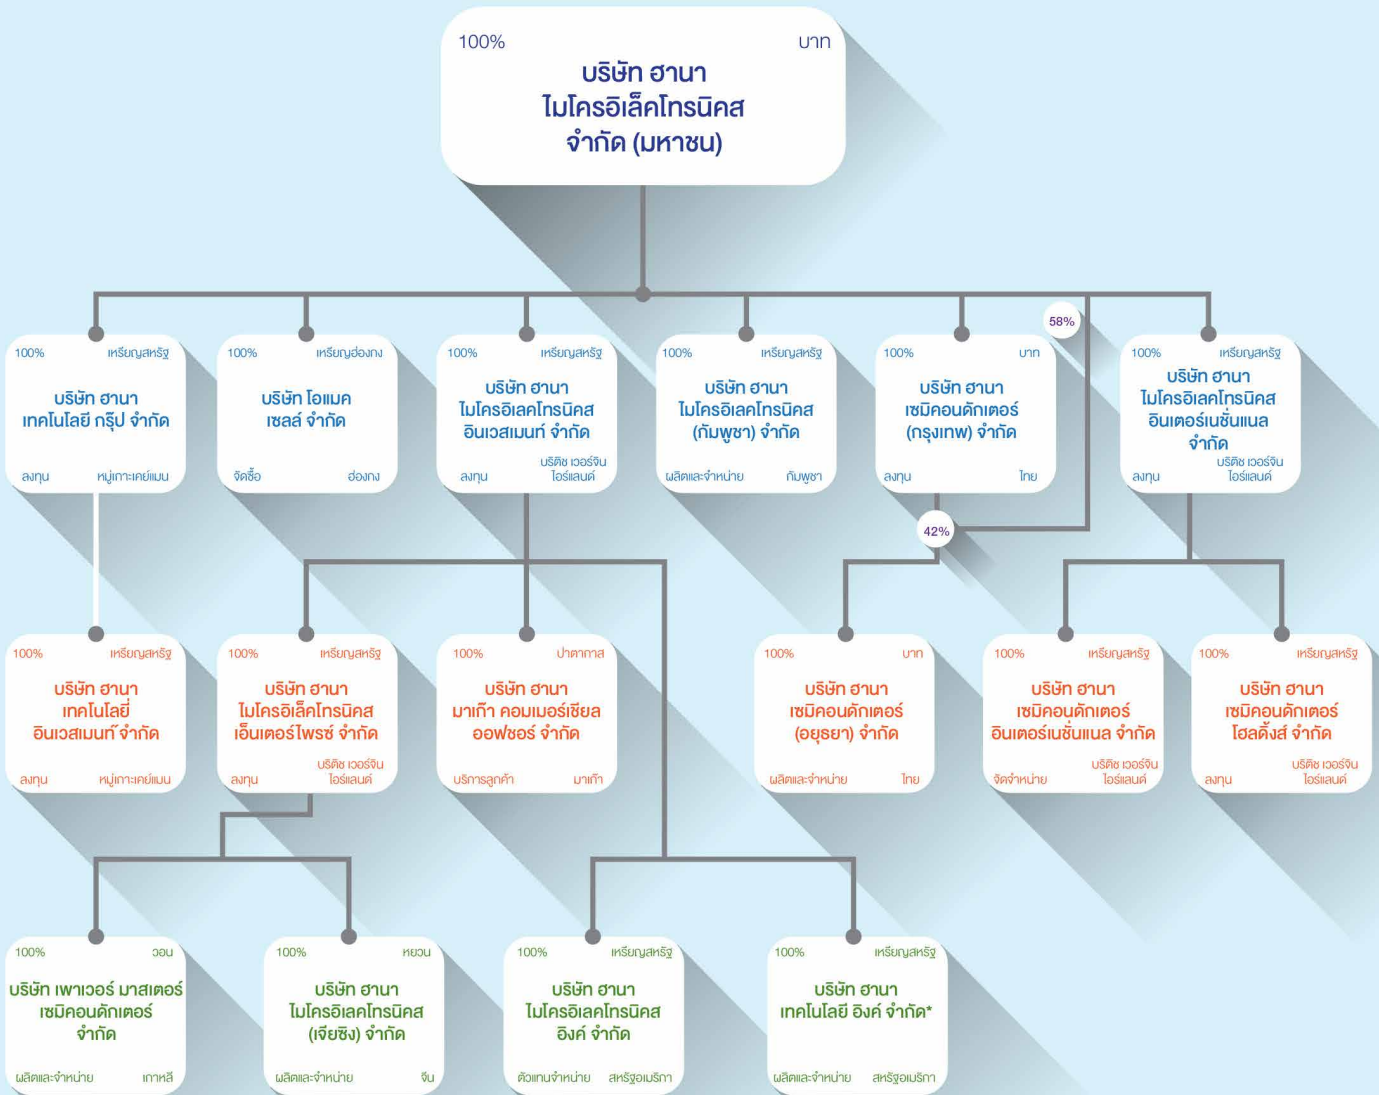 100% บาท
บริษัท ฮานา
ไมโครอิเล็คโทรนิคส
จำกัด (มหาชน)
58%
100% เหรียญสหรัฐ
บริษัท ฮานา
เทคโนโลยี กรุ๊ป จำกัด
ลงทุน หมู่เกาะเคย์แมน
100% เหรียญฮ่องกง
บริษัท โอแมค
เซลล์ จำกัด
จัดซื้อ ฮ่องกง
100% เหรียญสหรัฐ
บริษัท ฮานา
ไมโครอิเลคโทรนิคส
อินเวสเมนท์ จำกัด
บริติช เวอร์จิน
ลงทุน ไอร์แลนด์
100% เหรียญสหรัฐ
บริษัท ฮานา
ไมโครอิเลคโทรนิคส
(กัมพูชา) จำกัด
ผลิตและจำหน่าย กัมพูชา
100% บาท
บริษัท ฮานา
เซมิคอนดักเตอร์
(กรุงเทพ) จำกัด
ลงทุน ไทย
100% เหรียญสหรัฐ
บริษัท ฮานา
ไมโครอิเลคโทรนิคส
อินเตอร์เนชั่นแนล
จำกัด
บริติช เวอร์จิน
ลงทุน ไอร์แลนด์
42%
100% เหรียญสหรัฐ
บริษัท ฮานา
เทคโนโลยี่
อินเวสเมนท์ จำกัด
ลงทุน หมู่เกาะเคย์แมน
100% เหรียญสหรัฐ
บริษัท ฮานา
ไมโครอิเล็คโทรนิคส
เอ็นเตอร์ไพรซ์ จำกัด
บริติช เวอร์จิน
ลงทุน ไอร์แลนด์
100% ปาตากาส
บริษัท ฮานา
มาเก๊า คอมเมอร์เชียล
ออฟชอร์ จำกัด
บริการลูกค้า มาเก๊า
100% บาท
บริษัท ฮานา
เซมิคอนดักเตอร์
(อยุธยา) จำกัด
ผลิตและจำหน่าย ไทย
100% เหรียญสหรัฐ
บริษัท ฮานา
เซมิคอนดักเตอร์
อินเตอร์เนชั่นแนล จำกัด
บริติช เวอร์จิน
จัดจำหน่าย ไอร์แลนด์
100% เหรียญสหรัฐ
บริษัท ฮานา
เซมิคอนดักเตอร์
โฮลดิ้งส์ จำกัด
บริติช เวอร์จิน
ลงทุน ไอร์แลนด์
100% วอน
บริษัท เพาเวอร์ มาสเตอร์
เซมิคอนดักเตอร์
จำกัด
ผลิตและจำหน่าย เกาหลี
100% หยวน
บริษัท ฮานา
ไมโครอิเลคโทรนิคส
(เจียซิง) จำกัด
ผลิตและจำหน่าย จีน
100% เหรียญสหรัฐ
บริษัท ฮานา
ไมโครอิเลคโทรนิคส
อิงค์ จำกัด
ตัวแทนจำหน่าย สหรัฐอเมริกา
100% เหรียญสหรัฐ
บริษัท ฮานา
เทคโนโลยี อิงค์ จำกัด*
ผลิตและจำหน่าย สหรัฐอเมริกา